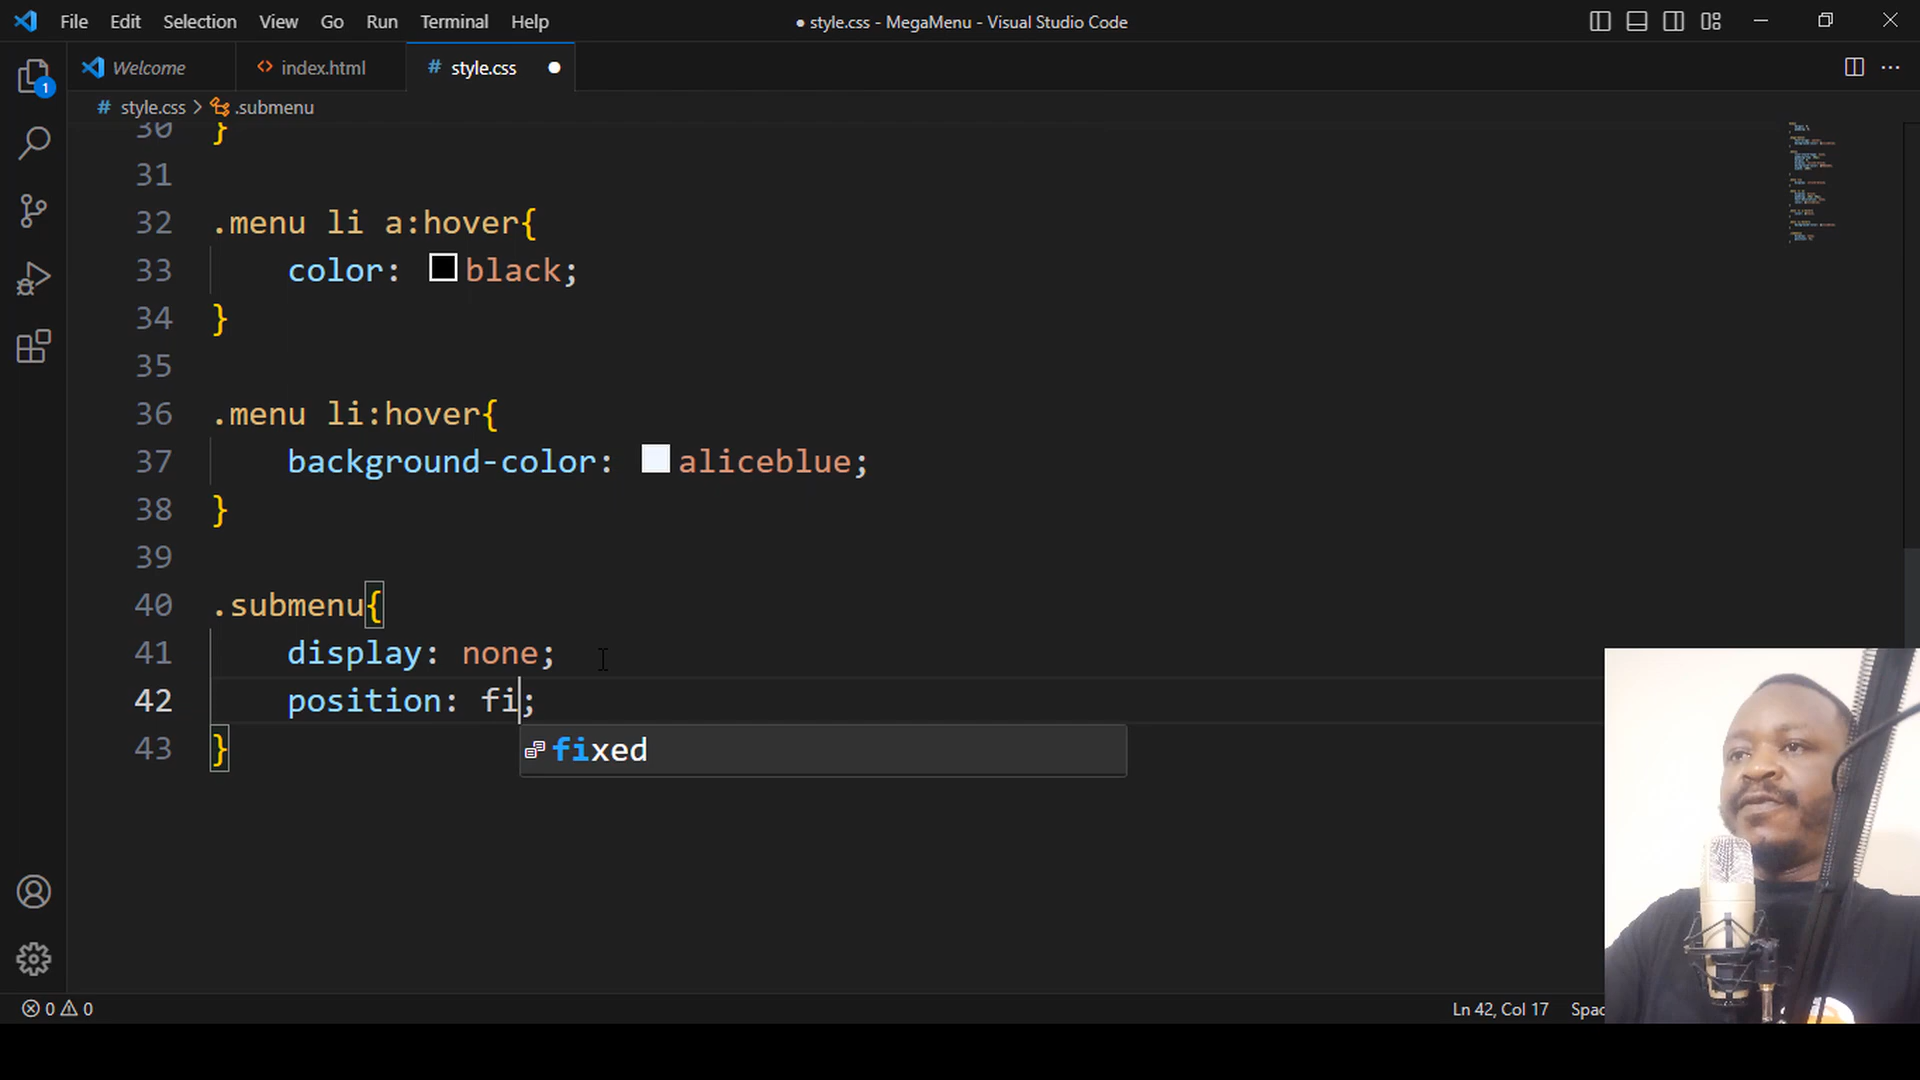 File Edit Selection View Go Run Terminal Help
● style.css - MegaMenu - Visual Studio Code
Welcome
index.html
# style.css
# style.css > .submenu
1
30 }
31
32 .menu li a:hover{
33 color: black;
34 }
35
36 .menu li:hover{
37 background-color: aliceblue;
38 }
39
40 .submenu{
41 display: none;
42 position: fi;
fixed
43 }
0 0
Ln 42, Col 17
Spac